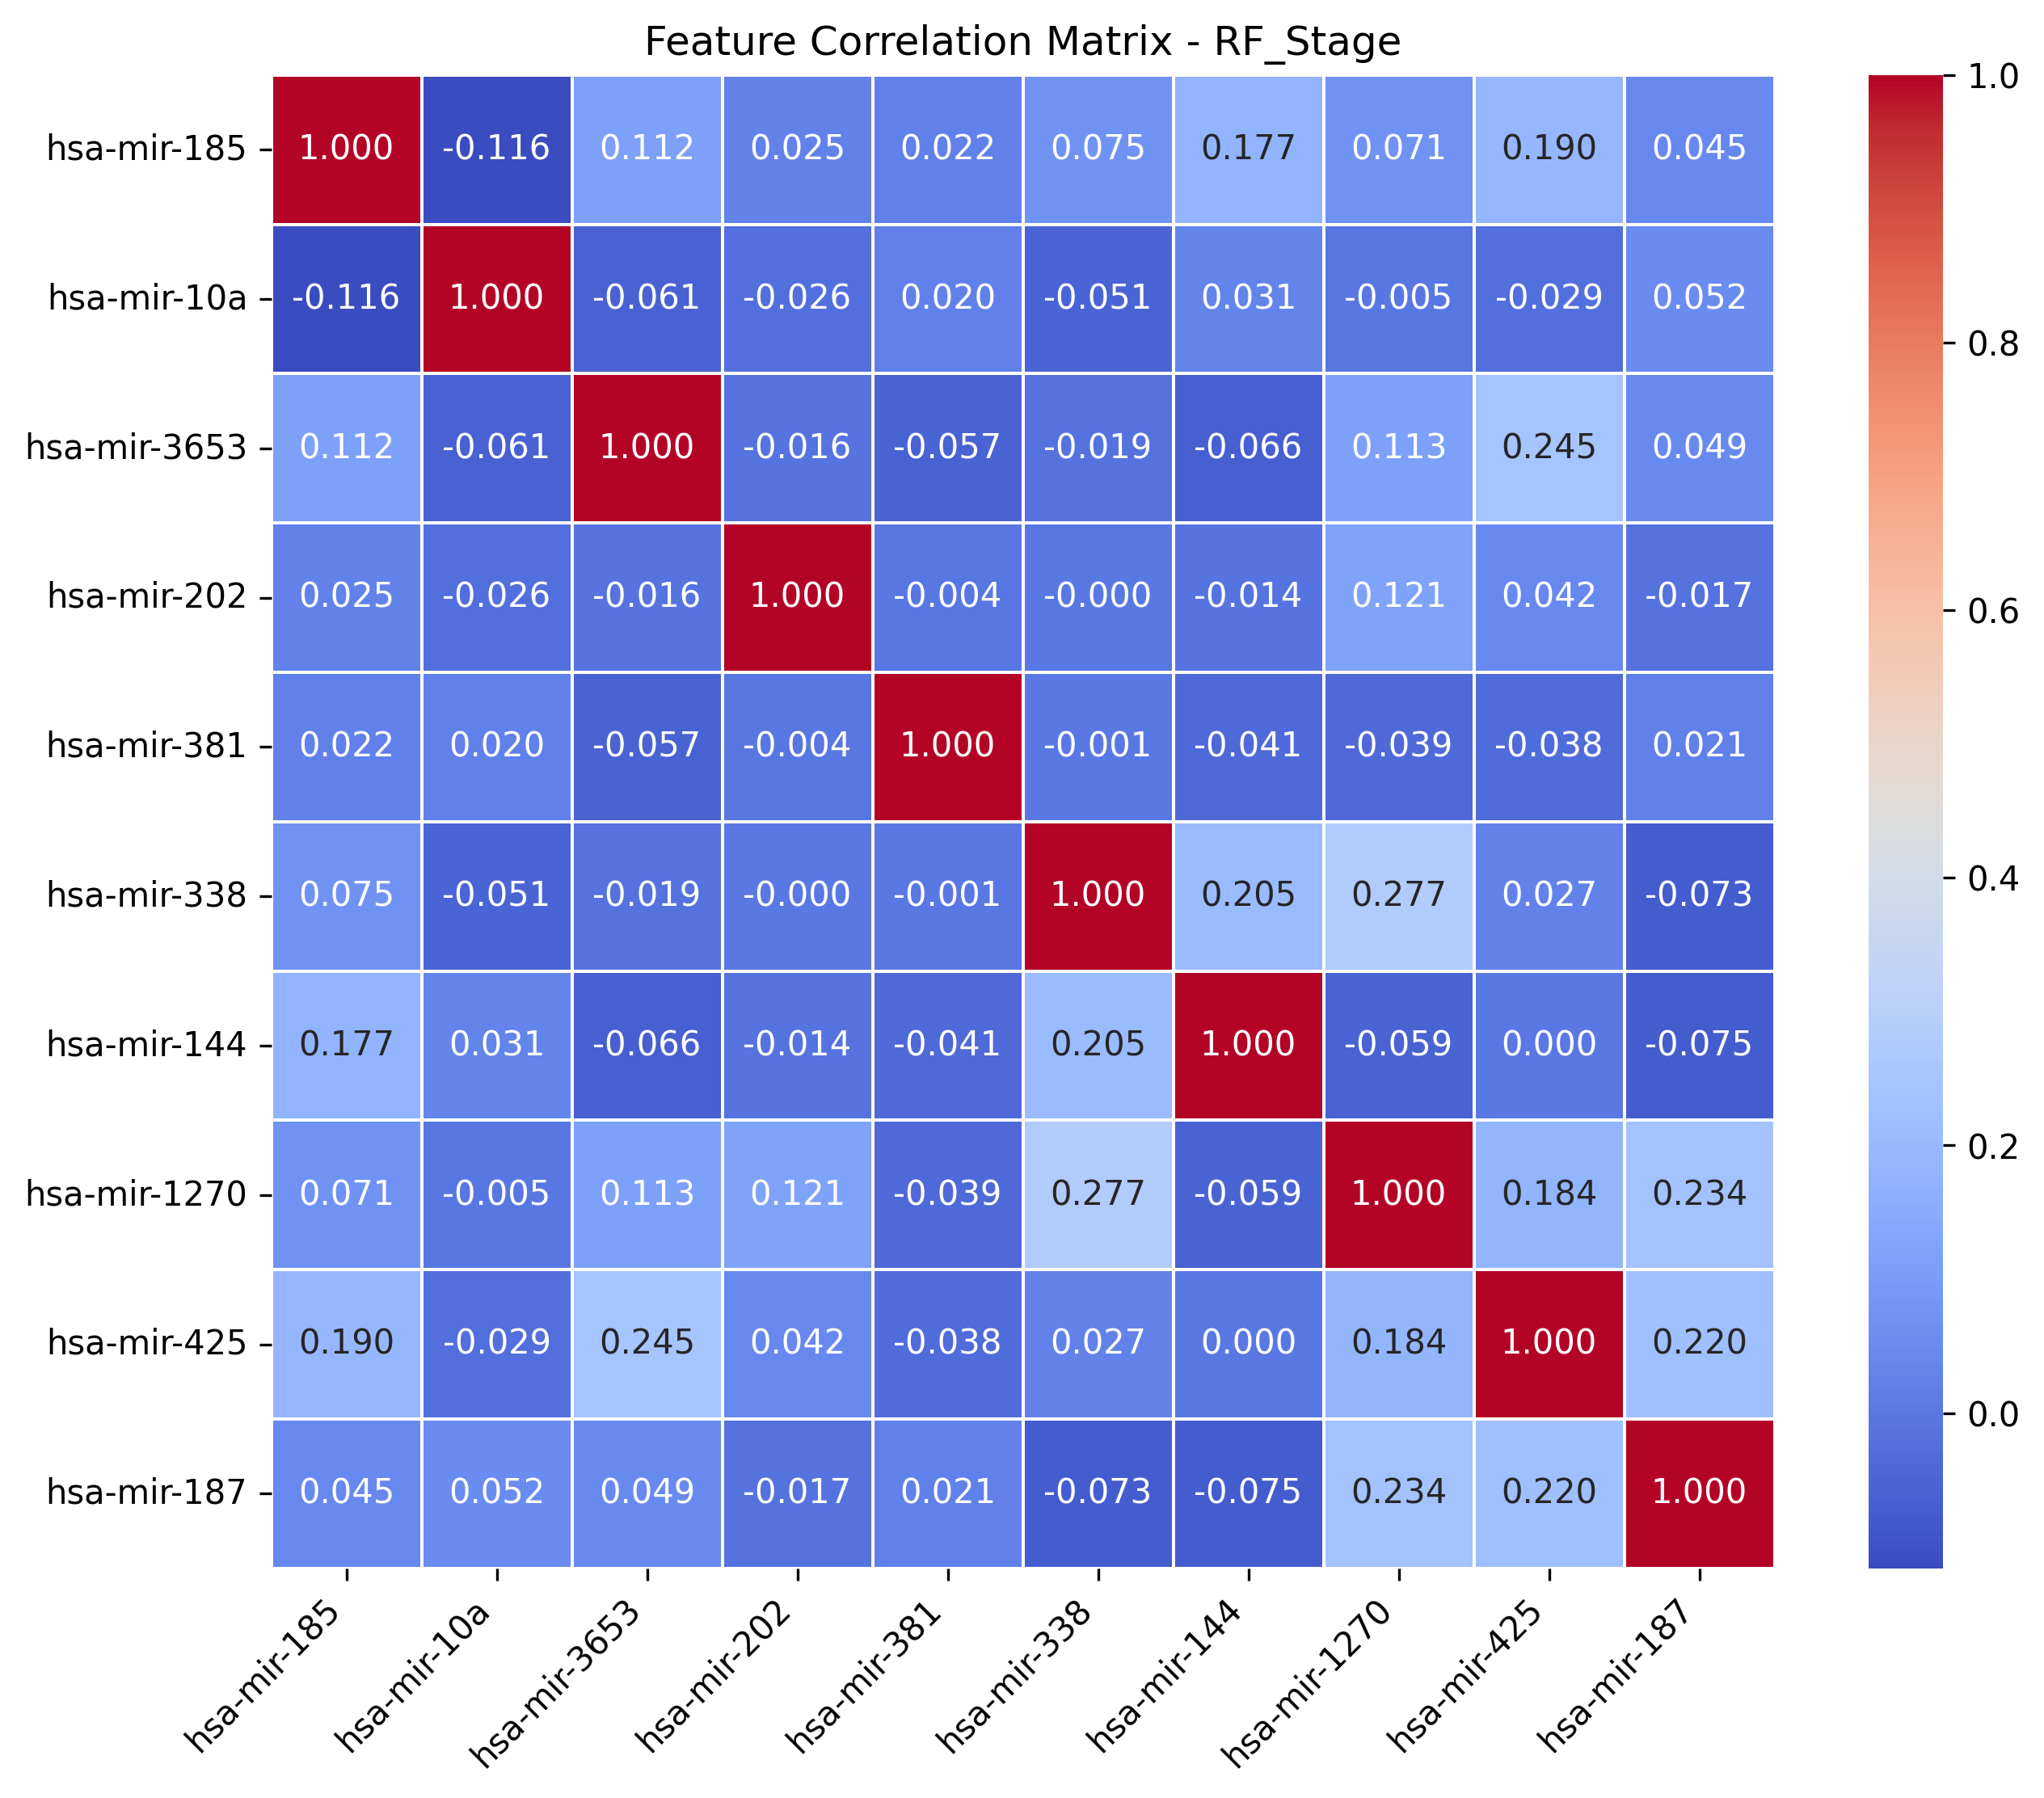 Feature Correlation Matrix - RF_Stage
hsa-mir-185 1.000 -0.116 0.112 0.025 0.022 0.075 0.177 0.071 0.190 0.045
hsa-mir-10a -0.116 1.000 -0.061 -0.026 0.020 -0.051 0.031 -0.005 -0.029 0.052
hsa-mir-3653 0.112 -0.061 1.000 -0.016 -0.057 -0.019 -0.066 0.113 0.245 0.049
hsa-mir-202 0.025 -0.026 -0.016 1.000 -0.004 -0.000 -0.014 0.121 0.042 -0.017
hsa-mir-381 0.022 0.020 -0.057 -0.004 1.000 -0.001 -0.041 -0.039 -0.038 0.021
hsa-mir-338 0.075 -0.051 -0.019 -0.000 -0.001 1.000 0.205 0.277 0.027 -0.073
hsa-mir-144 0.177 0.031 -0.066 -0.014 -0.041 0.205 1.000 -0.059 0.000 -0.075
hsa-mir-1270 0.071 -0.005 0.113 0.121 -0.039 0.277 -0.059 1.000 0.184 0.234
hsa-mir-425 0.190 -0.029 0.245 0.042 -0.038 0.027 0.000 0.184 1.000 0.220
hsa-mir-187 0.045 0.052 0.049 -0.017 0.021 -0.073 -0.075 0.234 0.220 1.000
hsa-mir-185 hsa-mir-10a hsa-mir-3653 hsa-mir-202 hsa-mir-381 hsa-mir-338 hsa-mir-144 hsa-mir-1270 hsa-mir-425 hsa-mir-187
1.0
0.8
0.6
0.4
0.2
0.0